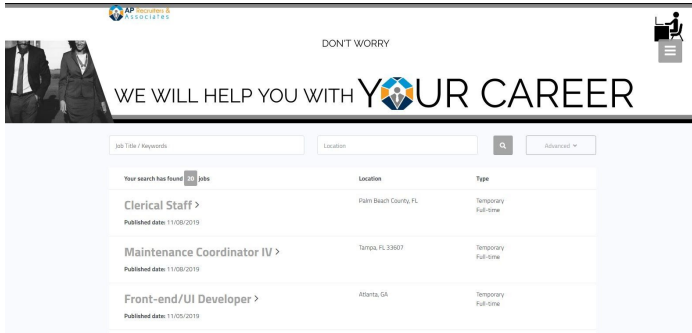 AP Recruiters &
Associates
DON'T WORRY
WE WILL HELP YOU WITH YOUR CAREER
Job Title / Keywords
Location
Advanced
Your search has found 20 jobs
Location
Type
Clerical Staff >
Palm Beach County, FL
Temporary
Full-time
Published date: 11/08/2019
Maintenance Coordinator IV >
Tampa, FL 33607
Temporary
Full-time
Published date: 11/08/2019
Front-end/UI Developer >
Atlanta, GA
Temporary
Full-time
Published date: 11/05/2019